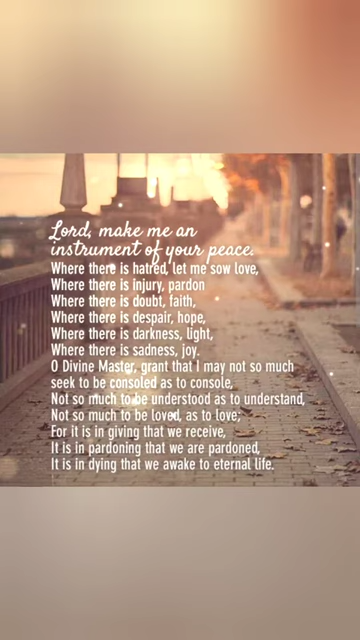 Lord, make me an
instrument of your peace.
Where there is hatred, let me sow love,
Where there is injury, pardon
Where there is doubt, faith,
Where there is despair, hope,
Where there is darkness, light,
Where there is sadness, joy.
O Divine Master, grant that I may not so much
seek to be consoled as to console,
Not so much to be understood as to understand,
Not so much to be loved, as to love;
For it is in giving that we receive,
It is in pardoning that we are pardoned,
It is in dying that we awake to eternal life.